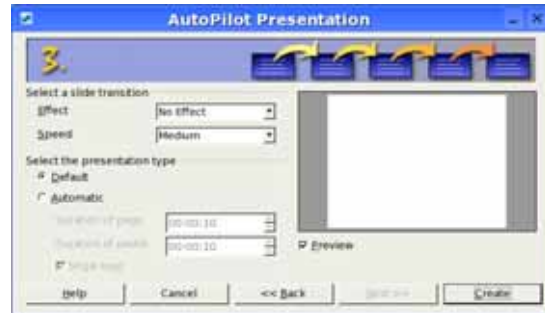 AutoPilot Presentation
3.
Select a slide transition
Effect No Effect
Speed Medium
Select the presentation type
Default
Automatic
Duration of page 00:00:10
Duration of pause 00:00:10
Preview
Help Cancel << Back Next >> Create